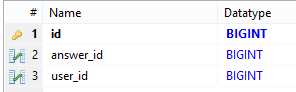 # Name Datatype
1 id BIGINT
2 answer_id BIGINT
3 user_id BIGINT